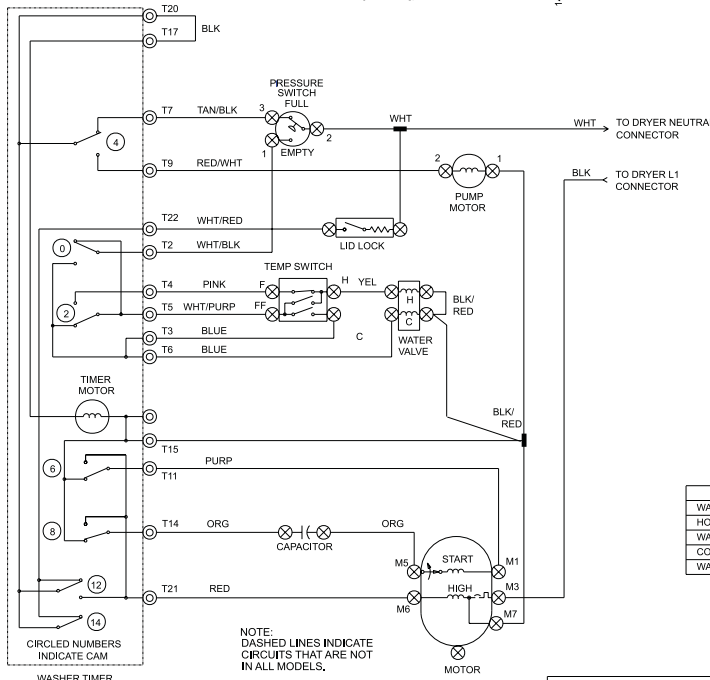 T20
BLK
T17
PRESSURE
SWITCH
FULL
T7 TAN/BLK 3
WHT
WHT TO DRYER NEUTRA
CONNECTOR
2
4
1 EMPTY
T9 RED/WHT
2 1
BLK TO DRYER L1
CONNECTOR
PUMP
MOTOR
T22 WHT/RED
0
T2 WHT/BLK
LID LOCK
TEMP SWITCH
T4 PINK F H YEL
2
T5 WHT/PURP FF
H
BLK/
RED
C
T3 BLUE
C
WATER
VALVE
T6 BLUE
TIMER
MOTOR
BLK/
RED
T15
6
PURP
T11
8
T14 ORG
ORG
CAPACITOR
START
M5 M1
12
T21 RED
HIGH M3
M6
M7
14
NOTE:
DASHED LINES INDICATE
CIRCUITS THAT ARE NOT
IN ALL MODELS.
CIRCLED NUMBERS
INDICATE CAM
MOTOR
WASHER TIMER
WA
HO
WA
CO
WA